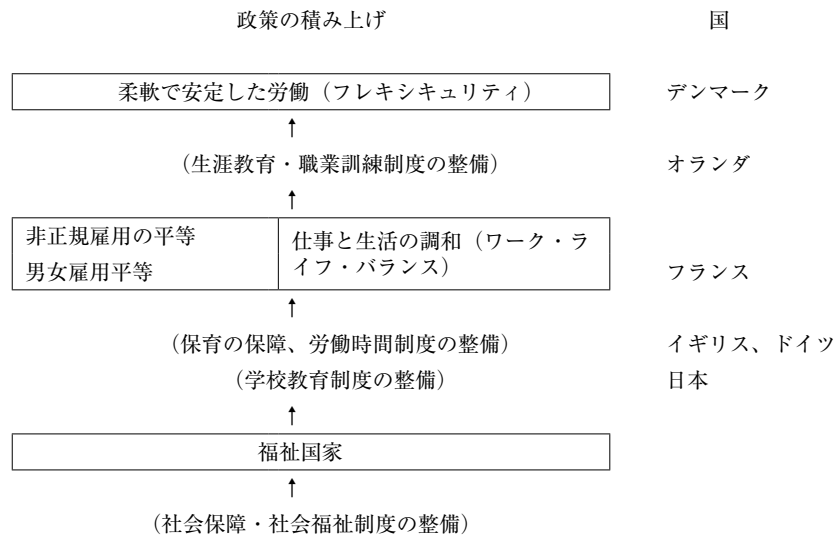 政策の積み上げ 国
柔軟で安定した労働（フレキシキュリティ） デンマーク
↑
（生涯教育・職業訓練制度の整備） オランダ
↑
非正規雇用の平等
男女雇用平等
仕事と生活の調和（ワーク・ラ
イフ・バランス）
フランス
↑
（保育の保障、労働時間制度の整備） イギリス、ドイツ
（学校教育制度の整備） 日本
↑
福祉国家
↑
（社会保障・社会福祉制度の整備）